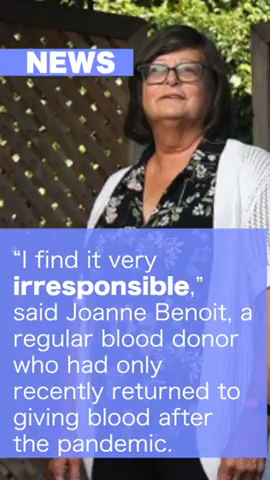 NEWS
“I find it very
irresponsible,”
said Joanne Benoit, a
regular blood donor
who had only
recently returned to
giving blood after
the pandemic.